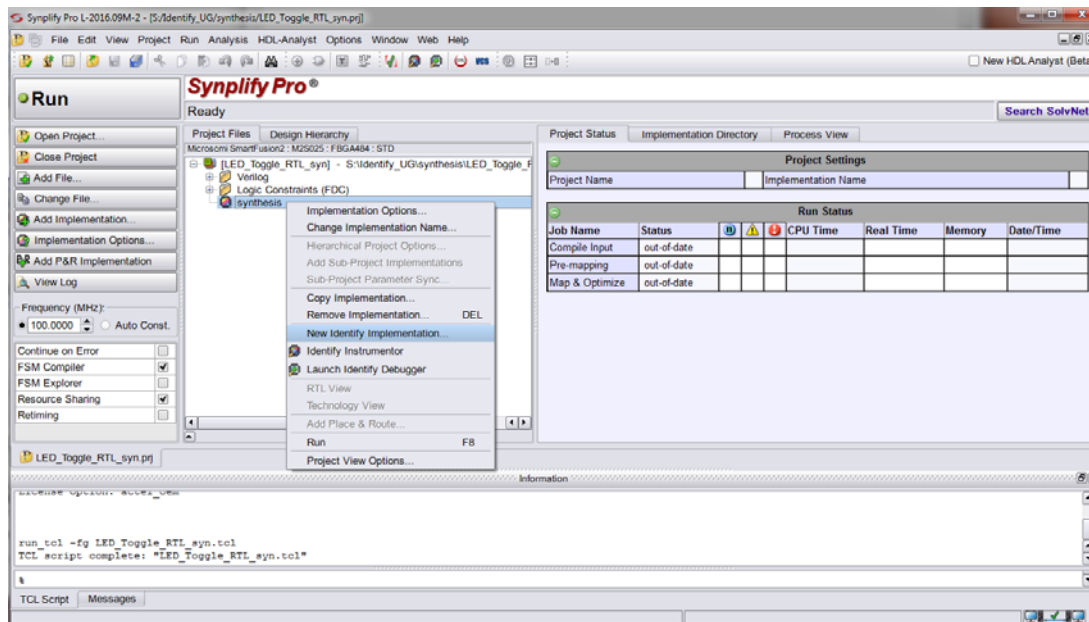 Synplify Pro L-2016.09M-2 - [S:/Identify_UG/synthesis/LED_Toggle_RTL_syn.prj]
File Edit View Project Run Analysis HDL-Analyst Options Window Web Help
New HDL Analyst (Beta
Run
Synplify Pro®
Ready
Search SolvNet
Open Project...
Close Project
Add File...
Change File...
Add Implementation...
Implementation Options...
Add P&R Implementation
View Log
Frequency (MHz):
100.0000 Auto Const.
Continue on Error
FSM Compiler
FSM Explorer
Resource Sharing
Retiming
Project Files Design Hierarchy
Microsemi SmartFusion2 : M2S025 : FBGA484 : STD
[LED_Toggle_RTL_syn] - S:\Identify_UG\synthesis\LED_Toggle_F
Verilog
Logic Constraints (FDC)
synthesis
Implementation Options...
Change Implementation Name...
Hierarchical Project Options...
Add Sub-Project Implementations
Sub-Project Parameter Sync...
Copy Implementation...
Remove Implementation... DEL
New Identify Implementation...
Identify Instrumentor
Launch Identify Debugger
RTL View
Technology View
Add Place & Route...
Run F8
Project View Options...
Project Status Implementation Directory Process View
Project Settings
Project Name Implementation Name
Run Status
Job Name Status CPU Time Real Time Memory Date/Time
Compile Input out-of-date
Pre-mapping out-of-date
Map & Optimize out-of-date
LED_Toggle_RTL_syn.prj
Information
License Option: actel_oem
run_tcl -fg LED_Toggle_RTL_syn.tcl
TCL script complete: "LED_Toggle_RTL_syn.tcl"
%
TCL Script Messages